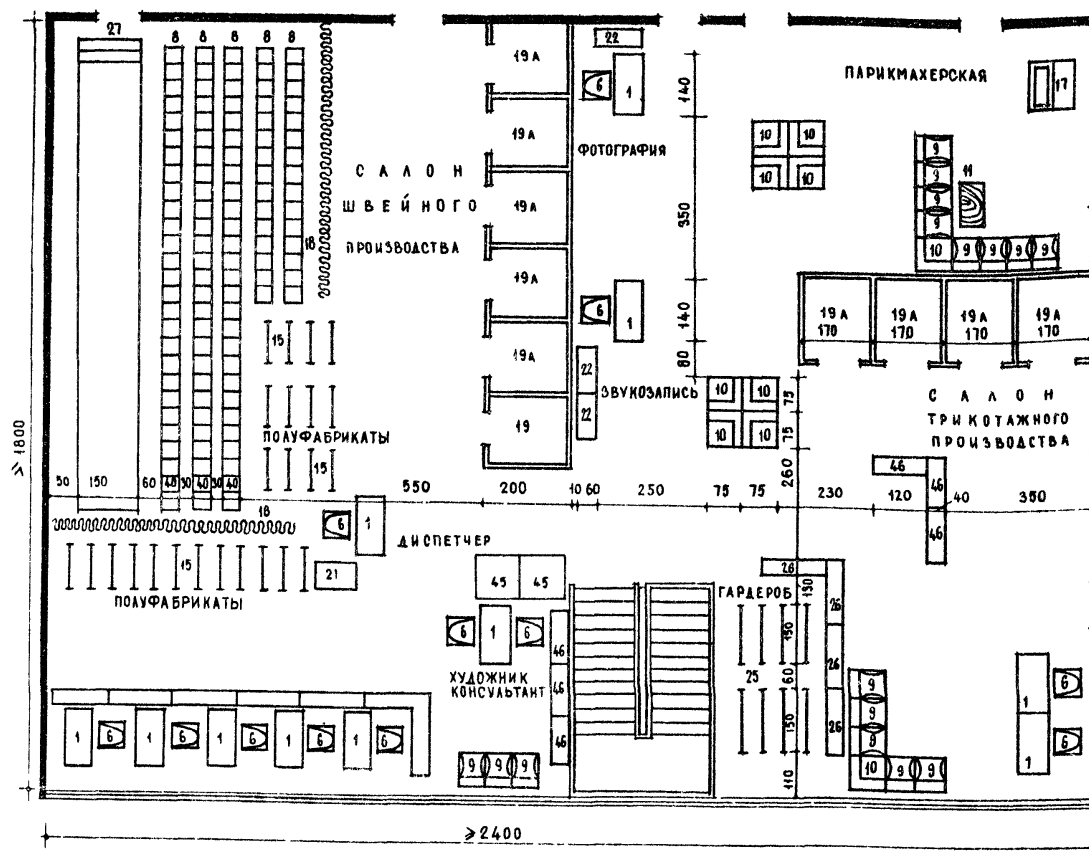 27
8 8 8 8 8
22
19А
6 1
140
ПАРИКМАХЕРСКАЯ
17
10 10
10 10
19А
ФОТОГРАФИЯ
9
9
9
9
11
10 9 9 9 9
САЛОН
ШВЕЙНОГО
ПРОИЗВОДСТВА
18
19А
350
19А
6 1
140
19А 19А 19А 19А
170 170 170 170
15
19А
80
22
22
ЗВУКОЗАПИСЬ
10 10
10 10
75
75
САЛОН
ТРИКОТАЖНОГО
ПРОИЗВОДСТВА
19
ПОЛУФАБРИКАТЫ
15
⩾1800
260
46
46
46
50 150 60 40 30 40 30 40 550 200 10 60 250 75 75 230 120 40 350
18
6 1
ДИСПЕТЧЕР
15
21
ПОЛУФАБРИКАТЫ
45 45
26
ГАРДЕРОБ
130
26
26
26
6 1 6
46
46
46
150
25
60
150
110
ХУДОЖНИК
КОНСУЛЬТАНТ
9
9
8
10 9 9
1 6
1 6
1 6 1 6 1 6 1 6 1 6
9 9 9
⩾2400